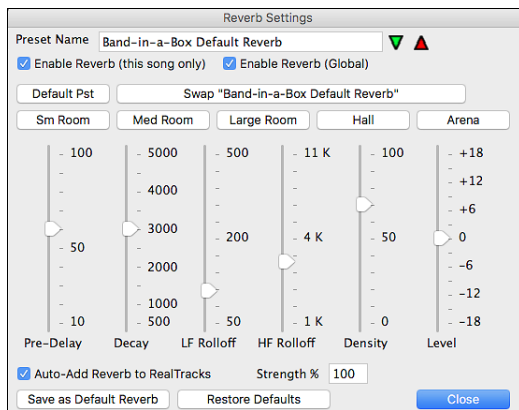 Reverb Settings
Preset Name Band-in-a-Box Default Reverb
Enable Reverb (this song only) Enable Reverb (Global)
Default Pst Swap "Band-in-a-Box Default Reverb"
Sm Room Med Room Large Room Hall Arena
100 5000 500 11 K 100 +18
4000 +12
+6
3000 200 4 K 50 0
50
2000 -6
1000 -12
10 500 50 1 K 0 -18
Pre-Delay Decay LF Rolloff HF Rolloff Density Level
Auto-Add Reverb to RealTracks Strength % 100
Save as Default Reverb Restore Defaults Close